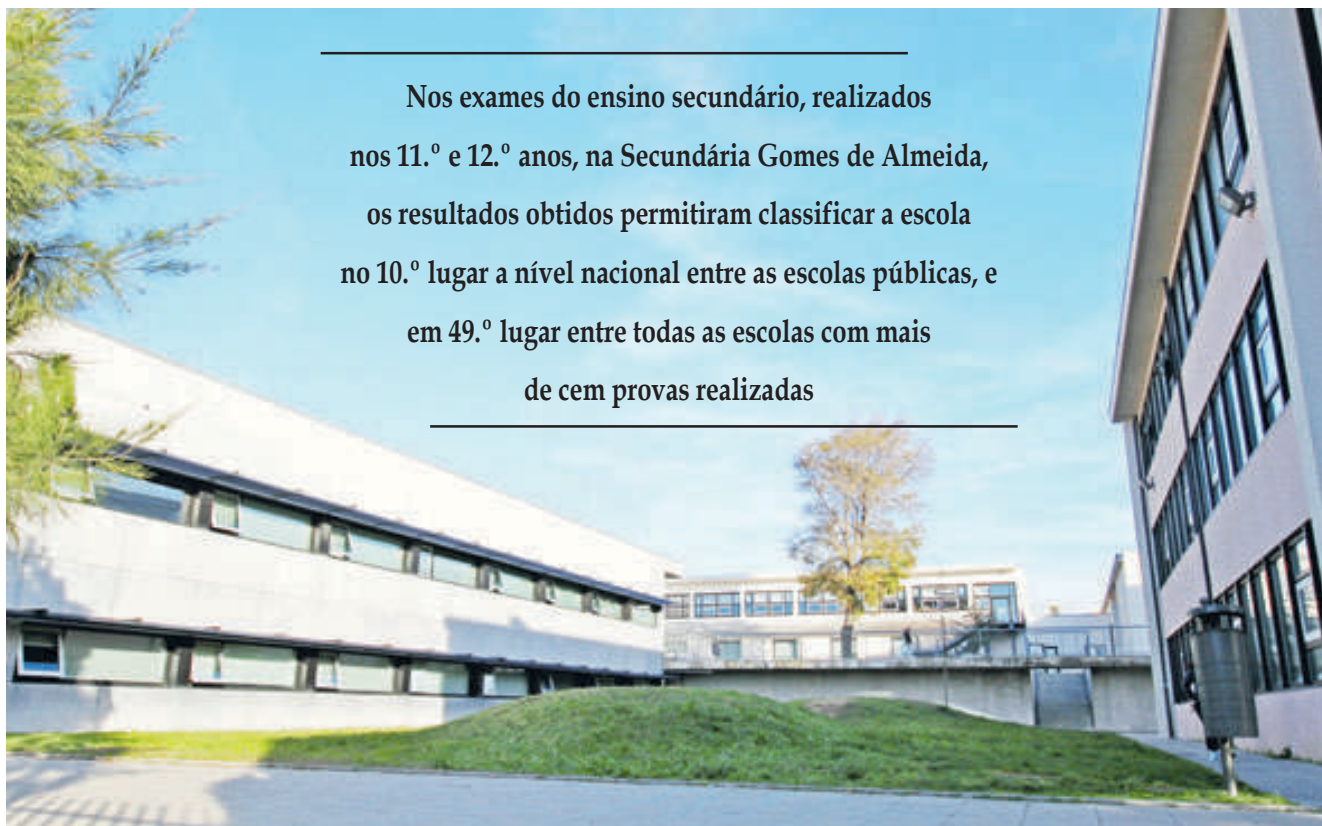 Nos exames do ensino secundário, realizados
nos 11.º e 12.º anos, na Secundária Gomes de Almeida,
os resultados obtidos permitiram classificar a escola
no 10.º lugar a nível nacional entre as escolas públicas, e
em 49.º lugar entre todas as escolas com mais
de cem provas realizadas